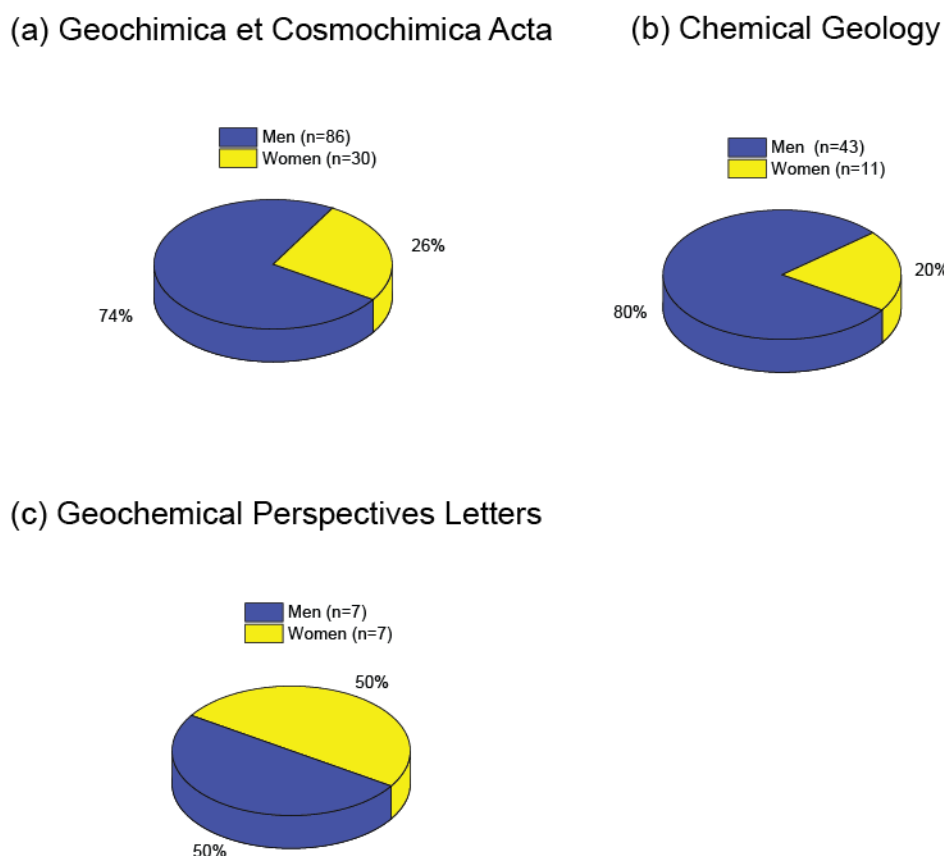 (a) Geochimica et Cosmochimica Acta
Men (n=86)
Women (n=30)
26%
74%
(b) Chemical Geology
Men (n=43)
Women (n=11)
20%
80%
(c) Geochemical Perspectives Letters
Men (n=7)
Women (n=7)
50%
50%